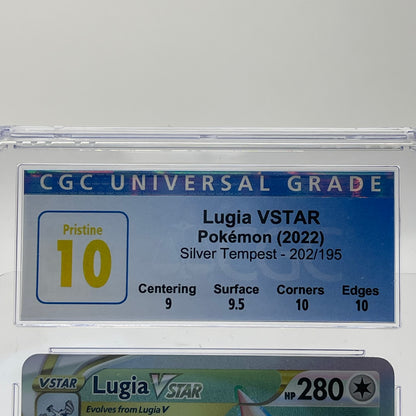 CGC UNIVERSAL GRADE
Pristine
10
Lugia VSTAR
Pokémon (2022)
Silver Tempest - 202/195
Centering Surface Corners Edges
9 9.5 10 10
CGC
VSTAR Lugia VSTAR HP 280
Evolves from Lugia V